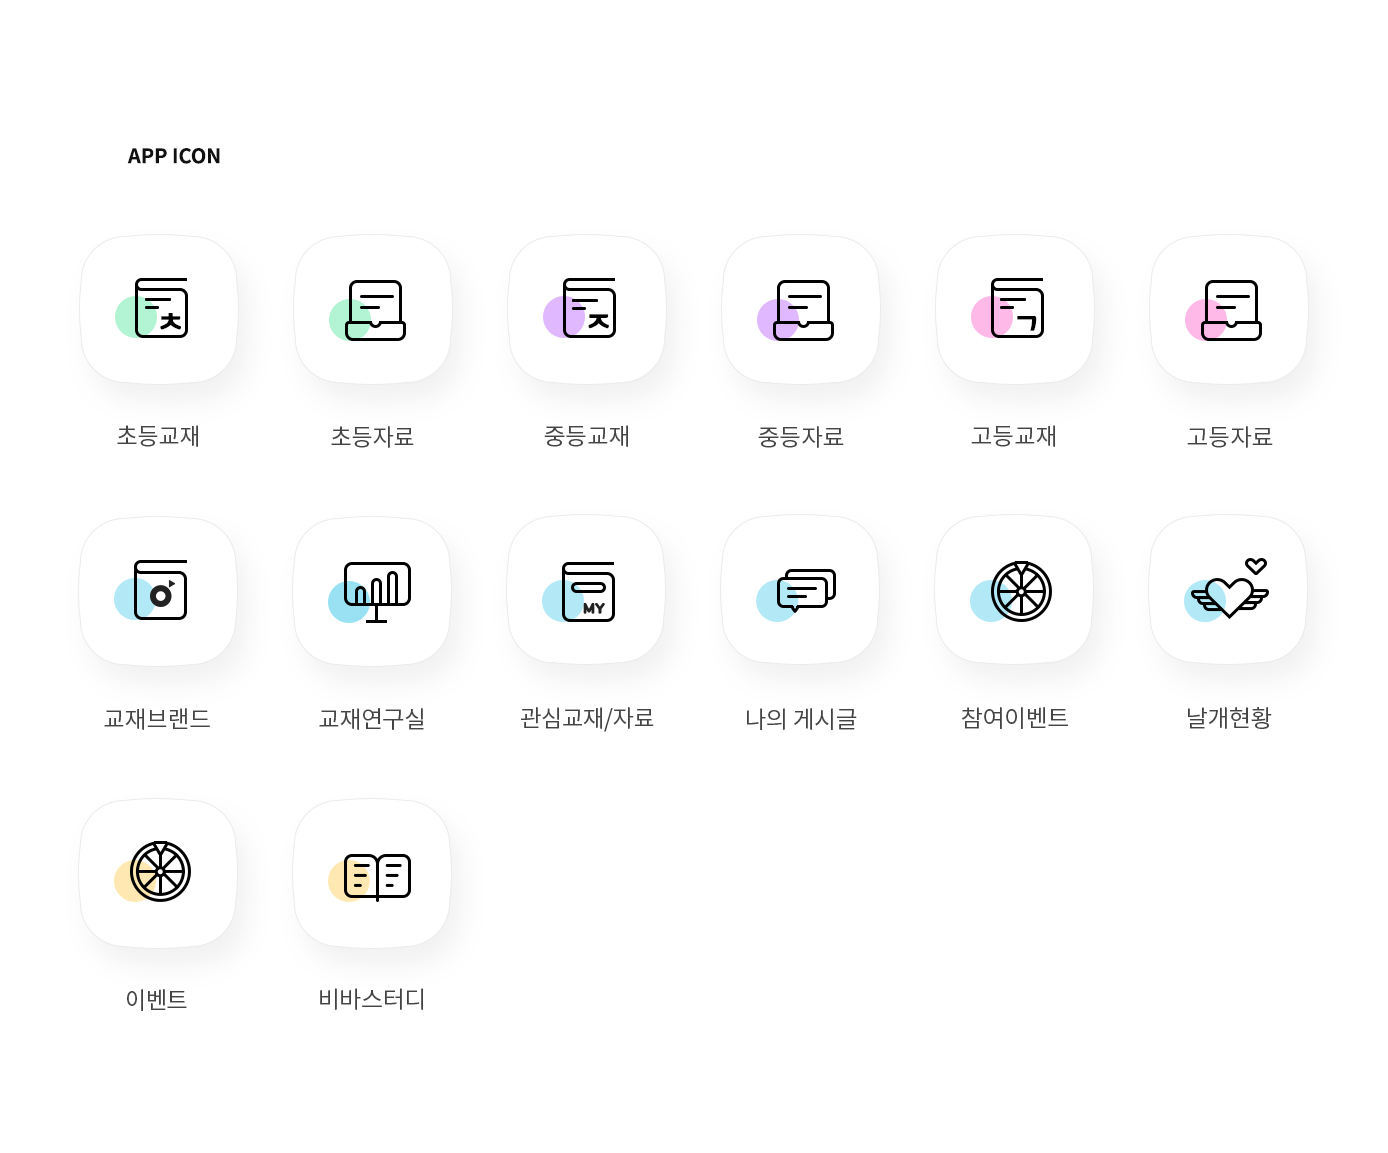 APP ICON
ㅊ
ㅈ
ㄱ
초등교재
초등자료
중등교재
중등자료
고등교재
고등자료
MY
교재브랜드
교재연구실
관심교재/자료
나의 게시글
참여이벤트
날개현황
이벤트
비바스터디